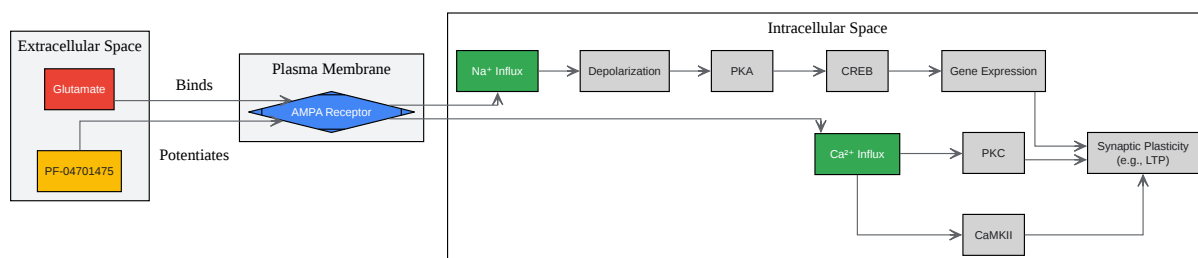 Extracellular Space
Glutamate
PF-04701475
Binds
Potentiates
Plasma Membrane
AMPA Receptor
Intracellular Space
Na⁺ Influx
Depolarization
PKA
CREB
Gene Expression
Ca²⁺ Influx
PKC
Synaptic Plasticity
(e.g., LTP)
CaMKII